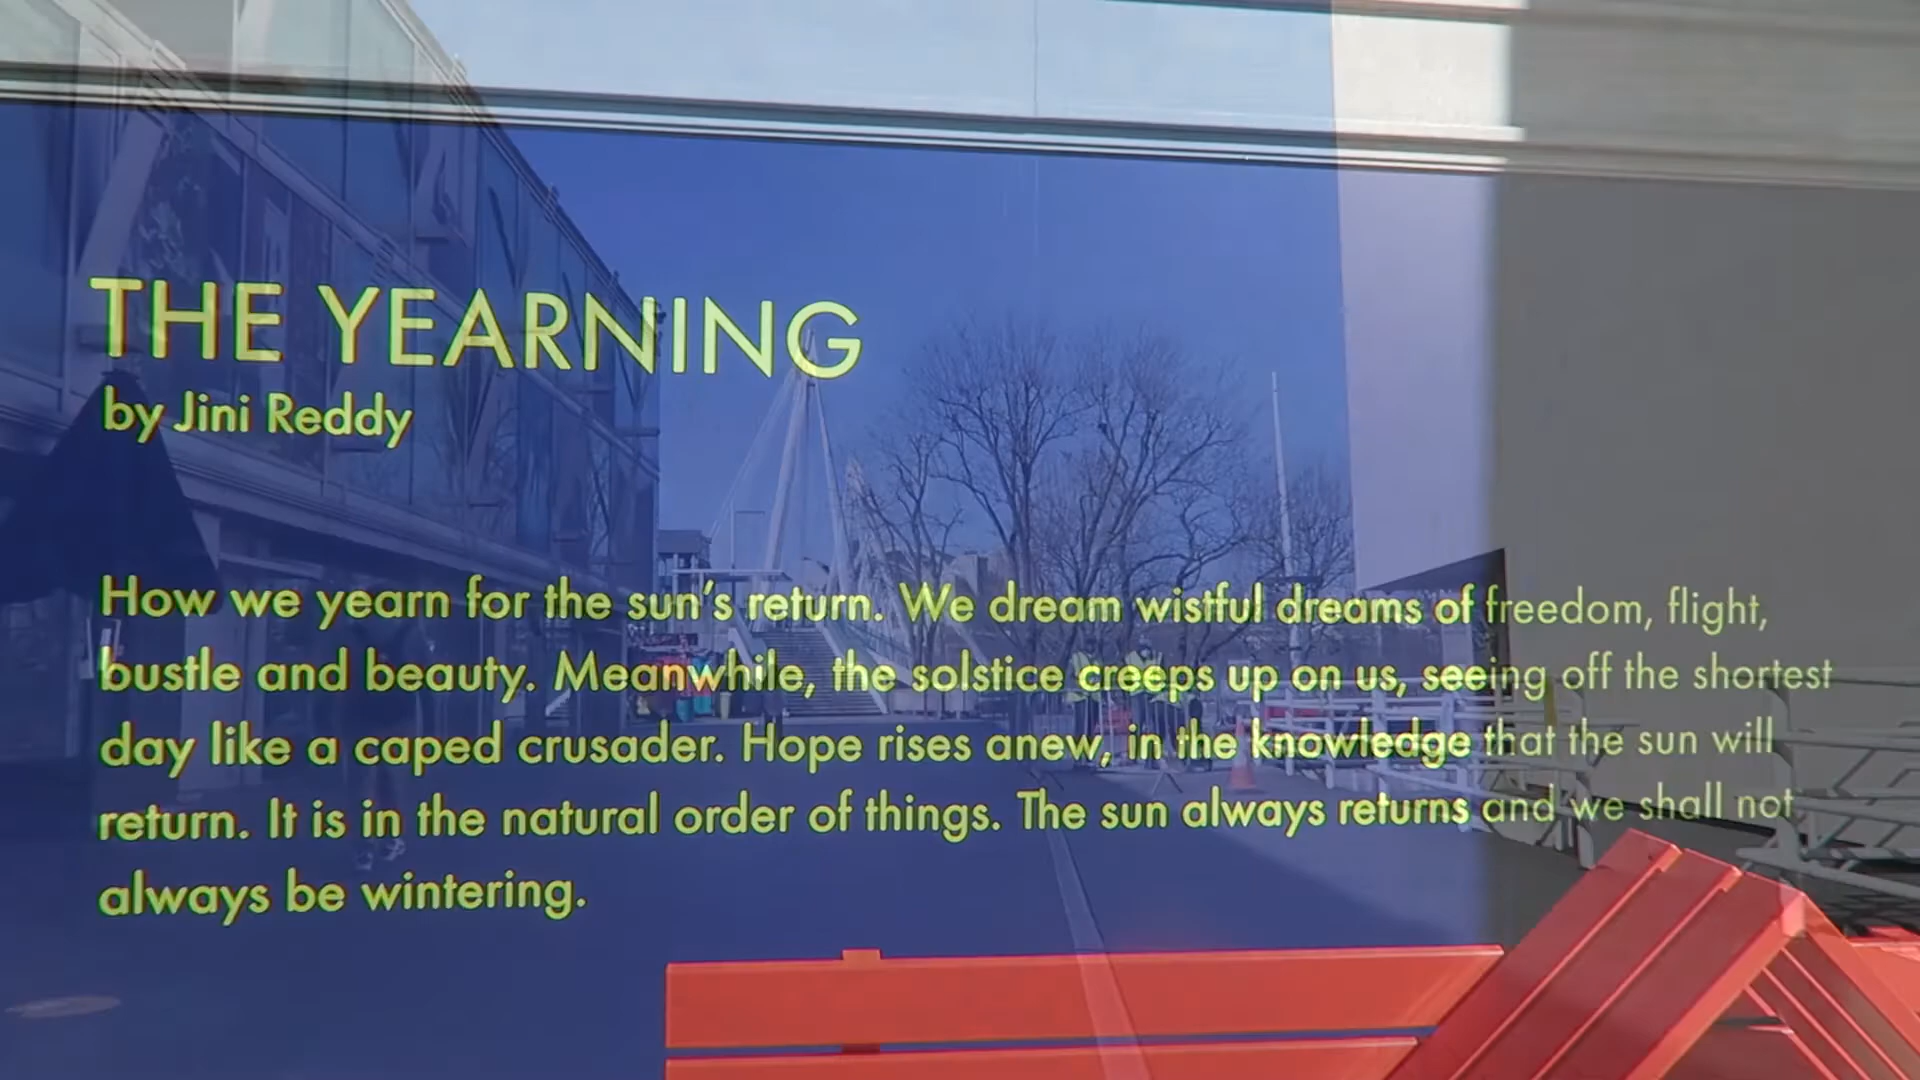 THE YEARNING
by Jini Reddy
How we yearn for the sun's return. We dream wistful dreams of freedom, flight,
bustle and beauty. Meanwhile, the solstice creeps up on us, seeing off the shortest
day like a caped crusader. Hope rises anew, in the knowledge that the sun will
return. It is in the natural order of things. The sun always returns and we shall not
always be wintering.